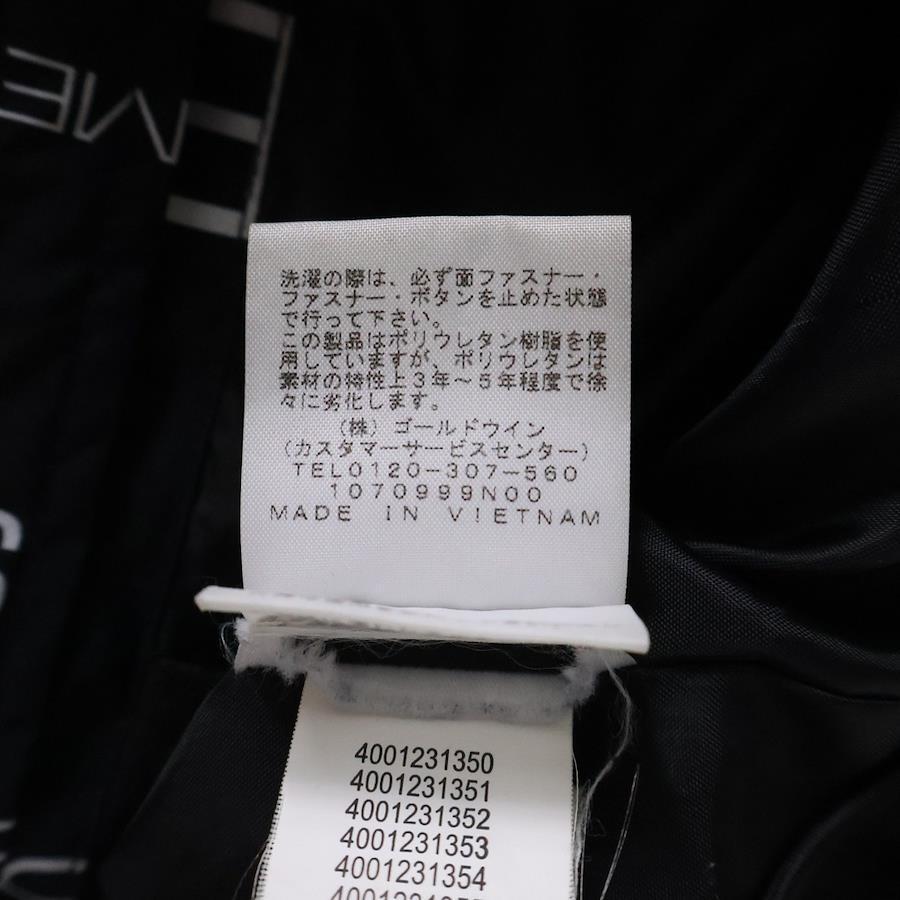 ME
洗濯の際は、必ず面ファスナー・
ファスナー・ボタンを止めた状態
で行って下さい。
この製品はポリウレタン樹脂を使
用していますが、ポリウレタンは
素材の特性上3年～5年程度で徐
々に劣化します。
(株)ゴールドウイン
(カスタマーサービスセンター)
TEL0120-307-560
1070999N00
MADE IN VIETNAM
4001231350
4001231351
4001231352
4001231353
4001231354